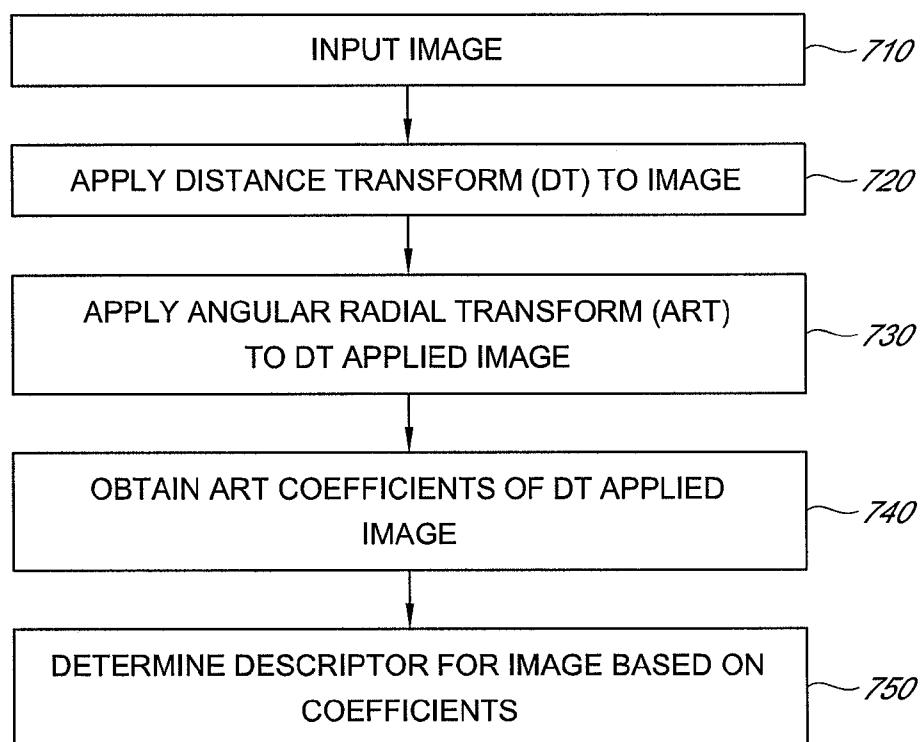 INPUT IMAGE
710
APPLY DISTANCE TRANSFORM (DT) TO IMAGE
720
APPLY ANGULAR RADIAL TRANSFORM (ART)
TO DT APPLIED IMAGE
730
OBTAIN ART COEFFICIENTS OF DT APPLIED
IMAGE
740
DETERMINE DESCRIPTOR FOR IMAGE BASED ON
COEFFICIENTS
750